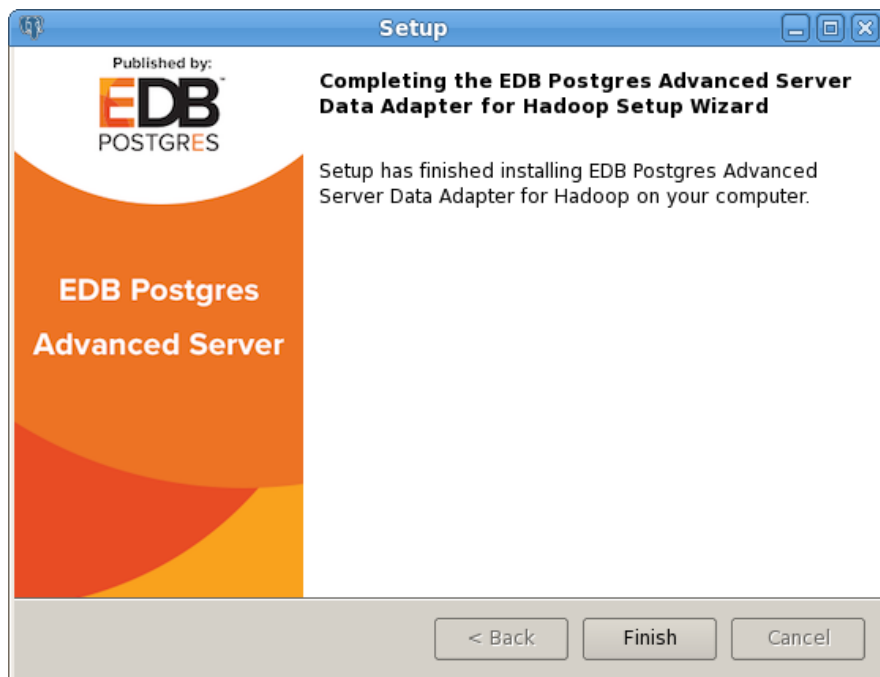 Setup
Published by:
EDB
POSTGRES
EDB Postgres
Advanced Server
Completing the EDB Postgres Advanced Server
Data Adapter for Hadoop Setup Wizard
Setup has finished installing EDB Postgres Advanced
Server Data Adapter for Hadoop on your computer.
< Back
Finish
Cancel